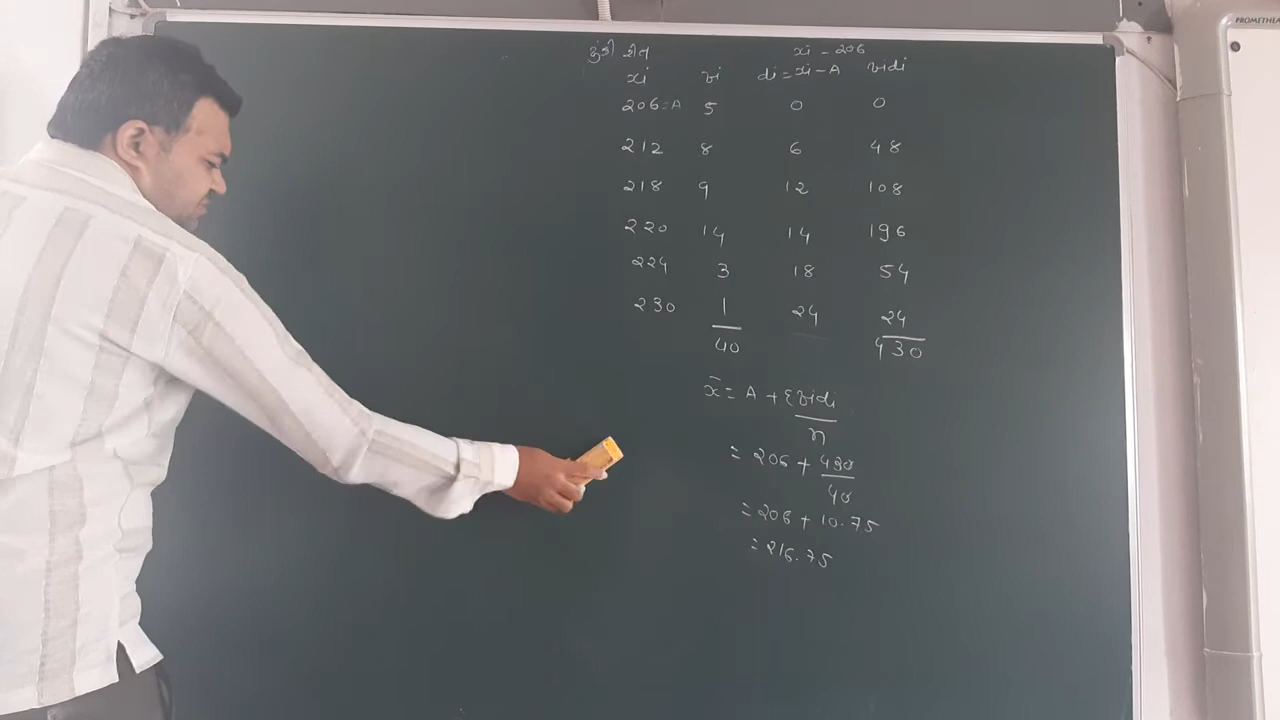 ટુંકી રીત xi - 206
xi fi di = xi - A fidi
206 = A 5 0 0
212 8 6 48
218 9 12 108
220 14 14 196
224 3 18 54
230 1 24 24
40 430
x̄ = A + Σfidi / n
= 206 + 430 / 40
= 206 + 10.75
= 216.75
PROMETHEA